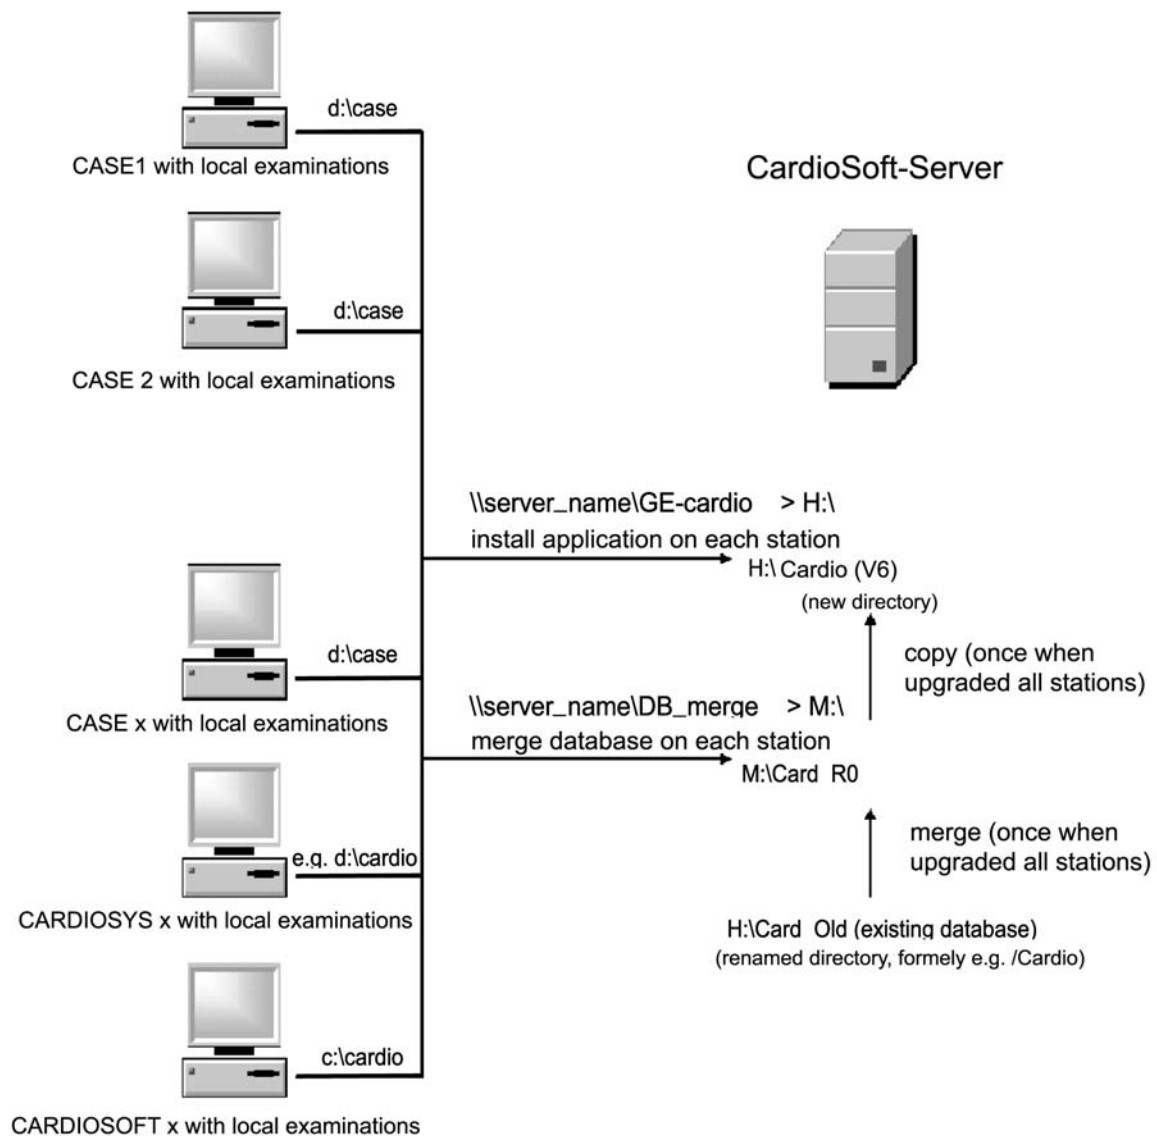 d:\case
CASE1 with local examinations
CardioSoft-Server
d:\case
CASE 2 with local examinations
\\server_name\GE-cardio > H:\
install application on each station
H:\ Cardio (V6)
(new directory)
d:\case
CASE x with local examinations
copy (once when
upgraded all stations)
\\server_name\DB_merge > M:\
merge database on each station
M:\Card R0
e.g. d:\cardio
CARDIOSYS x with local examinations
merge (once when
upgraded all stations)
H:\Card Old (existing database)
(renamed directory, formely e.g. /Cardio)
c:\cardio
CARDIOSOFT x with local examinations